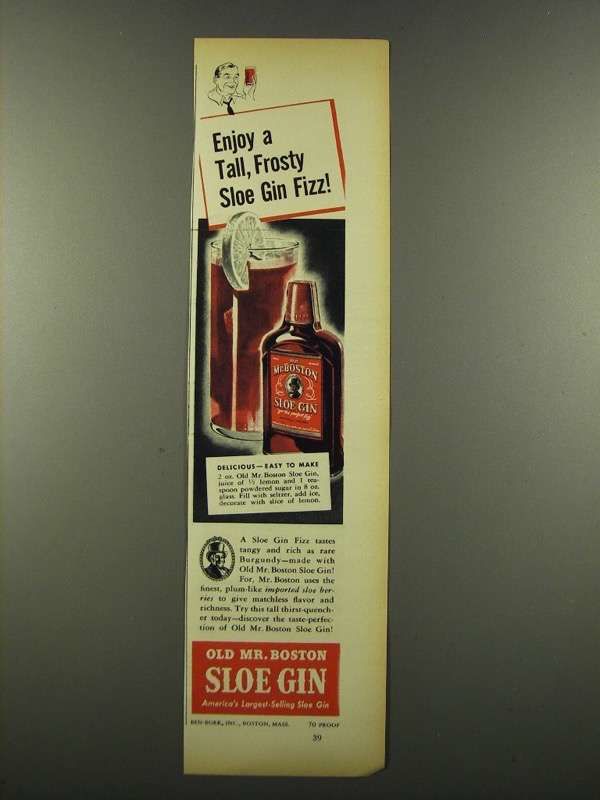 Enjoy a
Tall, Frosty
Sloe Gin Fizz!
OLD
MR. BOSTON
SLOE GIN
DELICIOUS—EASY TO MAKE
2 oz. Old Mr. Boston Sloe Gin,
juice of ½ lemon and 1 tea-
spoon powdered sugar in 8 oz.
glass. Fill with seltzer, add ice,
decorate with slice of lemon.
A Sloe Gin Fizz tastes
tangy and rich as rare
Burgundy—made with
Old Mr. Boston Sloe Gin!
For, Mr. Boston uses the
finest, plum-like imported sloe ber-
ries to give matchless flavor and
richness. Try this tall thirst-quench-
er today—discover the taste-perfec-
tion of Old Mr. Boston Sloe Gin!
OLD MR. BOSTON
SLOE GIN
America's Largest-Selling Sloe Gin
BEN-BURK, INC., BOSTON, MASS. 70 PROOF
39